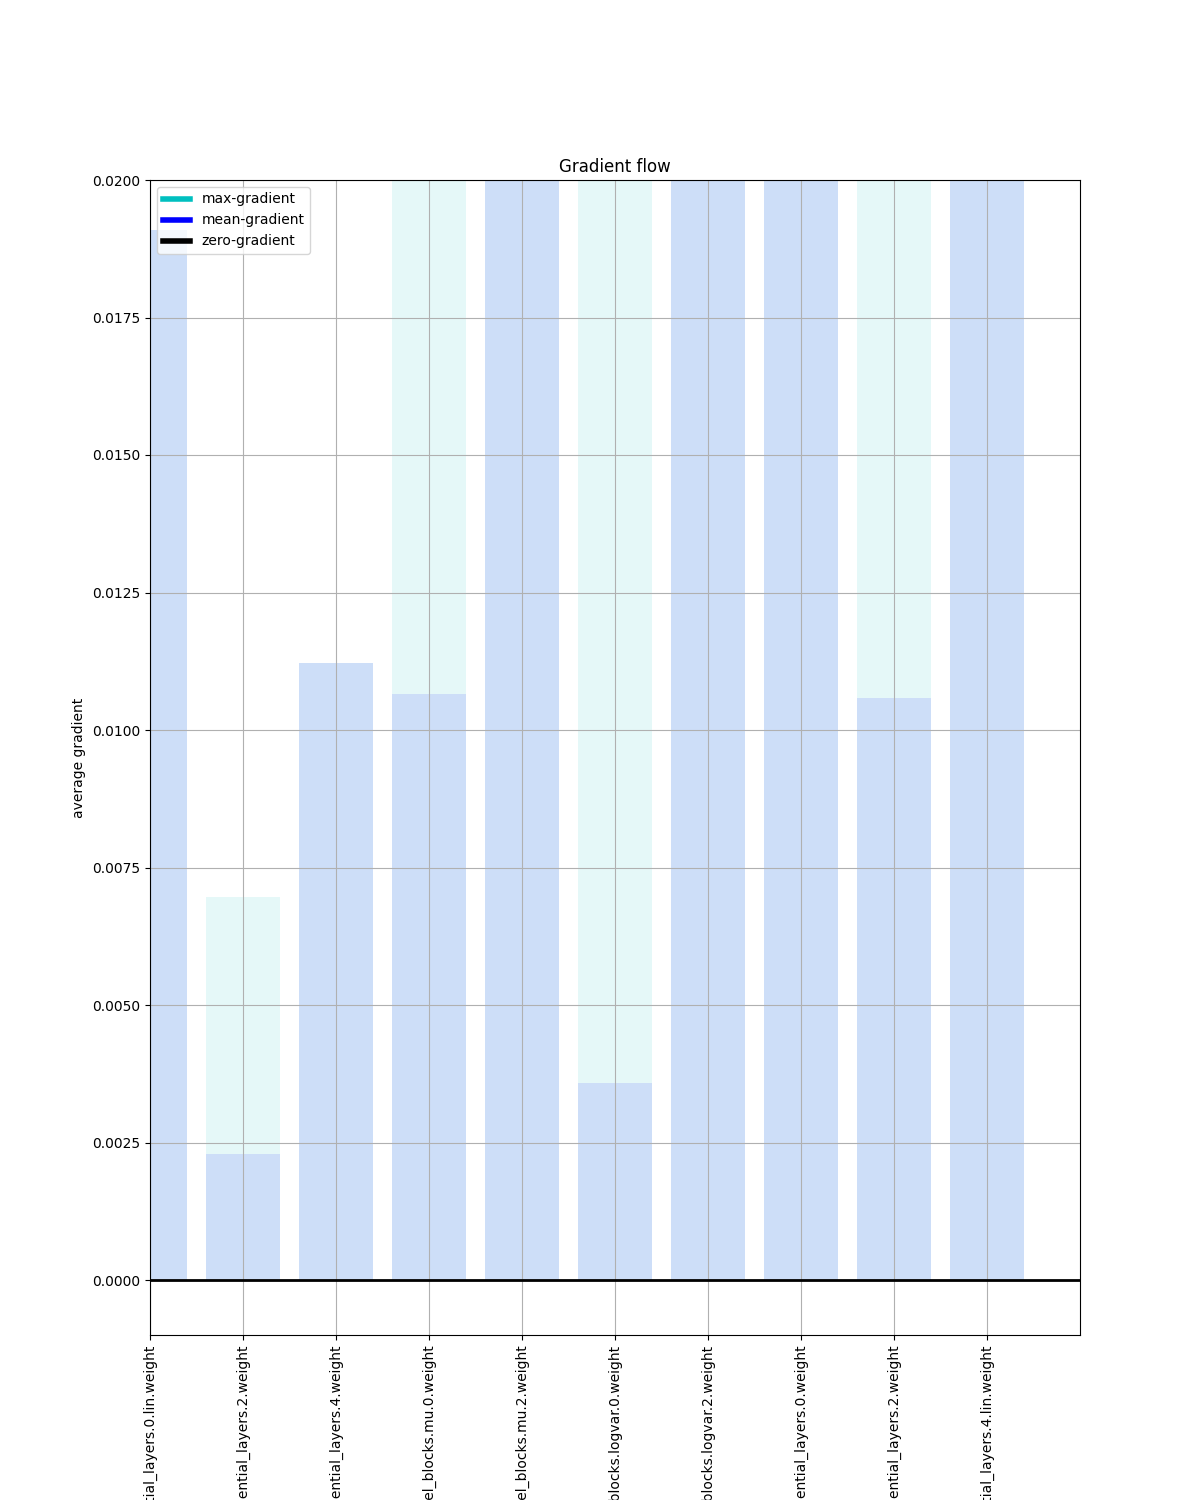 Gradient flow
max-gradient
mean-gradient
zero-gradient
0.0200
0.0175
0.0150
0.0125
0.0100
0.0075
0.0050
0.0025
0.0000
average gradient
tial_layers.0.lin.weight
ential_layers.2.weight
ential_layers.4.weight
el_blocks.mu.0.weight
el_blocks.mu.2.weight
blocks.logvar.0.weight
blocks.logvar.2.weight
ential_layers.0.weight
ential_layers.2.weight
tial_layers.4.lin.weight